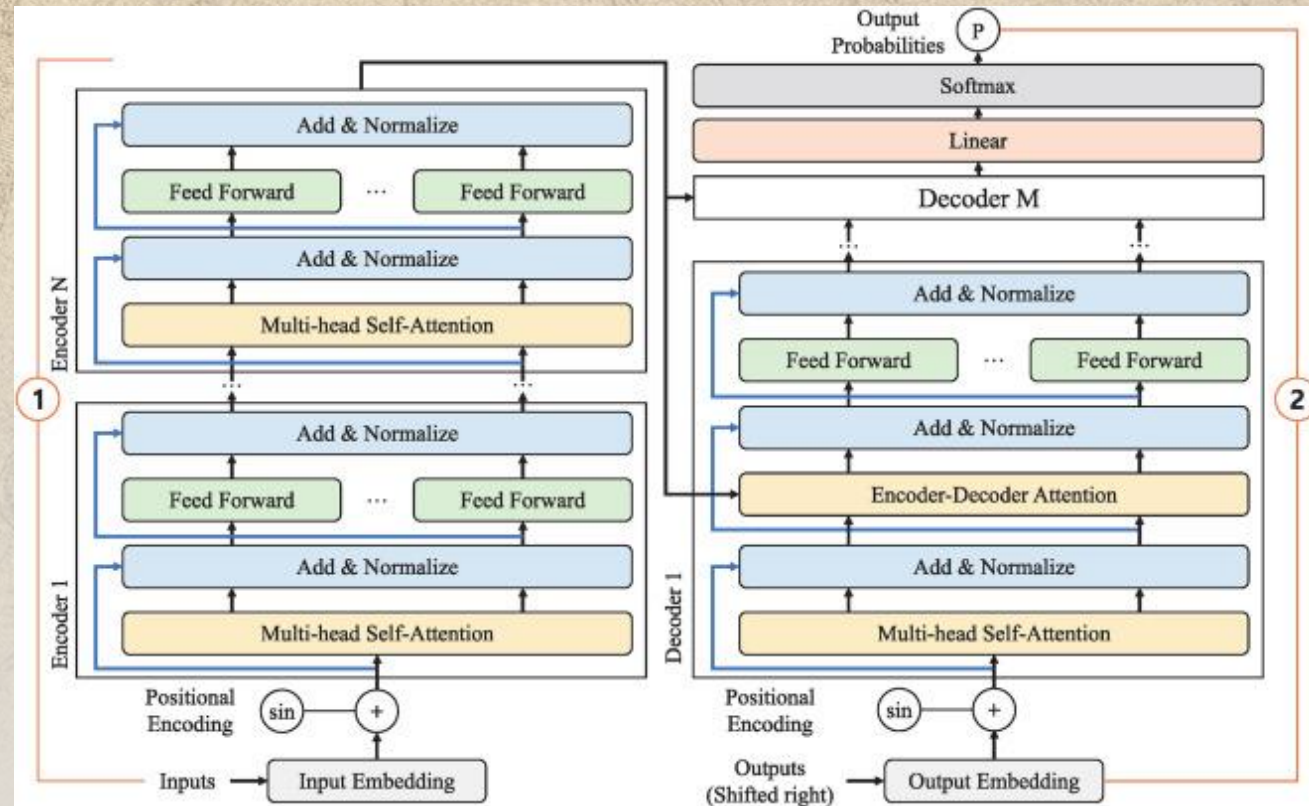 Output
Probabilities
P
Softmax
Linear
Decoder M
...
...
Add & Normalize
Feed Forward
...
Feed Forward
Add & Normalize
Encoder-Decoder Attention
Add & Normalize
Multi-head Self-Attention
Decoder 1
Positional
Encoding
sin
+
Outputs
(Shifted right)
Output Embedding
2
1
Encoder N
Add & Normalize
Feed Forward
...
Feed Forward
Add & Normalize
Multi-head Self-Attention
...
...
Encoder 1
Add & Normalize
Feed Forward
...
Feed Forward
Add & Normalize
Multi-head Self-Attention
Positional
Encoding
sin
+
Inputs
Input Embedding